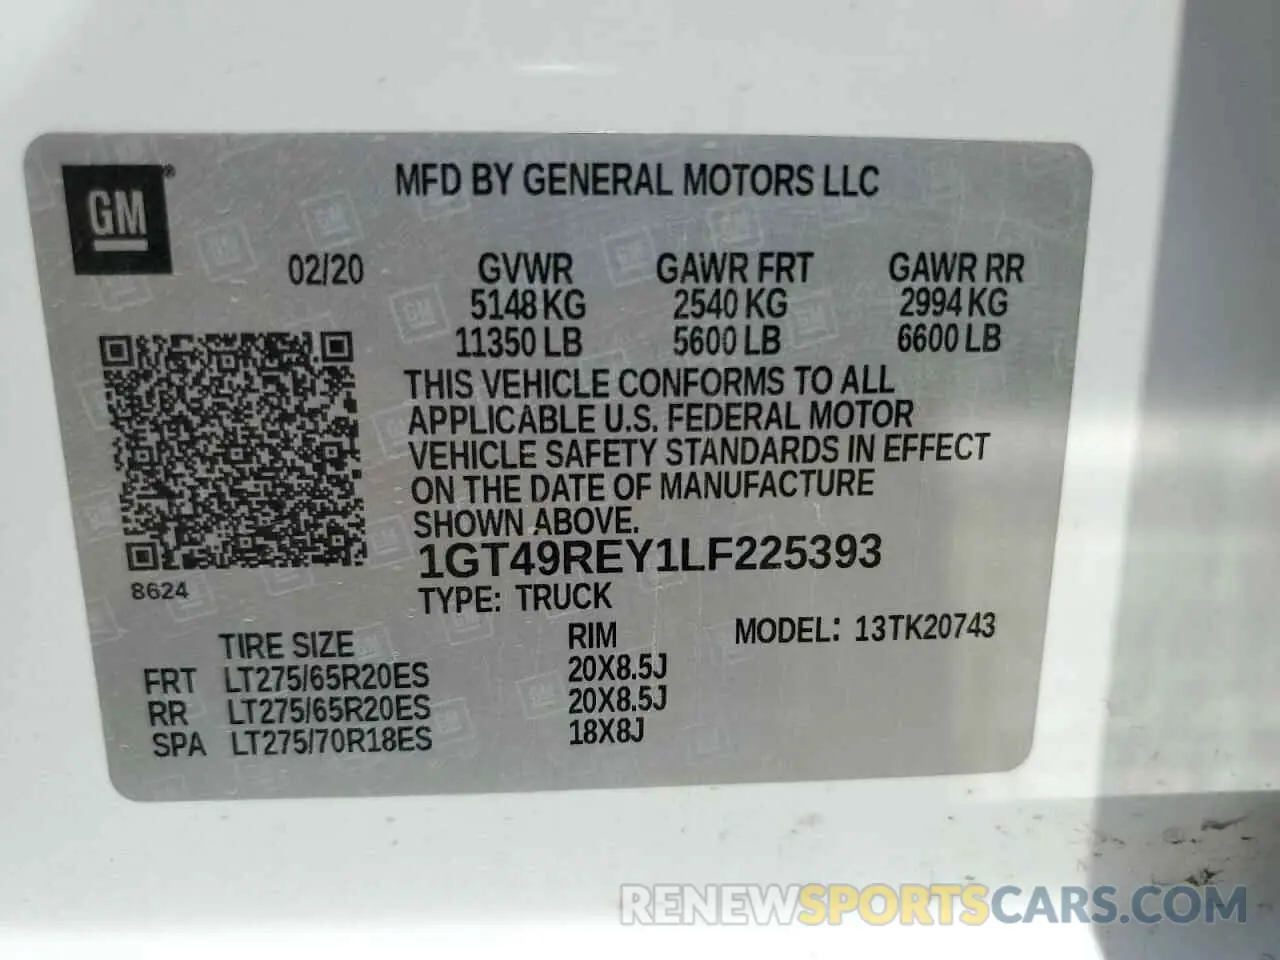 MFD BY GENERAL MOTORS LLC
GM®
02/20 GVWR GAWR FRT GAWR RR
5148 KG 2540 KG 2994 KG
11350 LB 5600 LB 6600 LB
THIS VEHICLE CONFORMS TO ALL
APPLICABLE U.S. FEDERAL MOTOR
VEHICLE SAFETY STANDARDS IN EFFECT
ON THE DATE OF MANUFACTURE
SHOWN ABOVE.
1GT49REY1LF225393
8624
TYPE: TRUCK
TIRE SIZE RIM MODEL: 13TK20743
FRT LT275/65R20ES 20X8.5J
RR LT275/65R20ES 20X8.5J
SPA LT275/70R18ES 18X8J
RENEWSPORTSCARS.COM